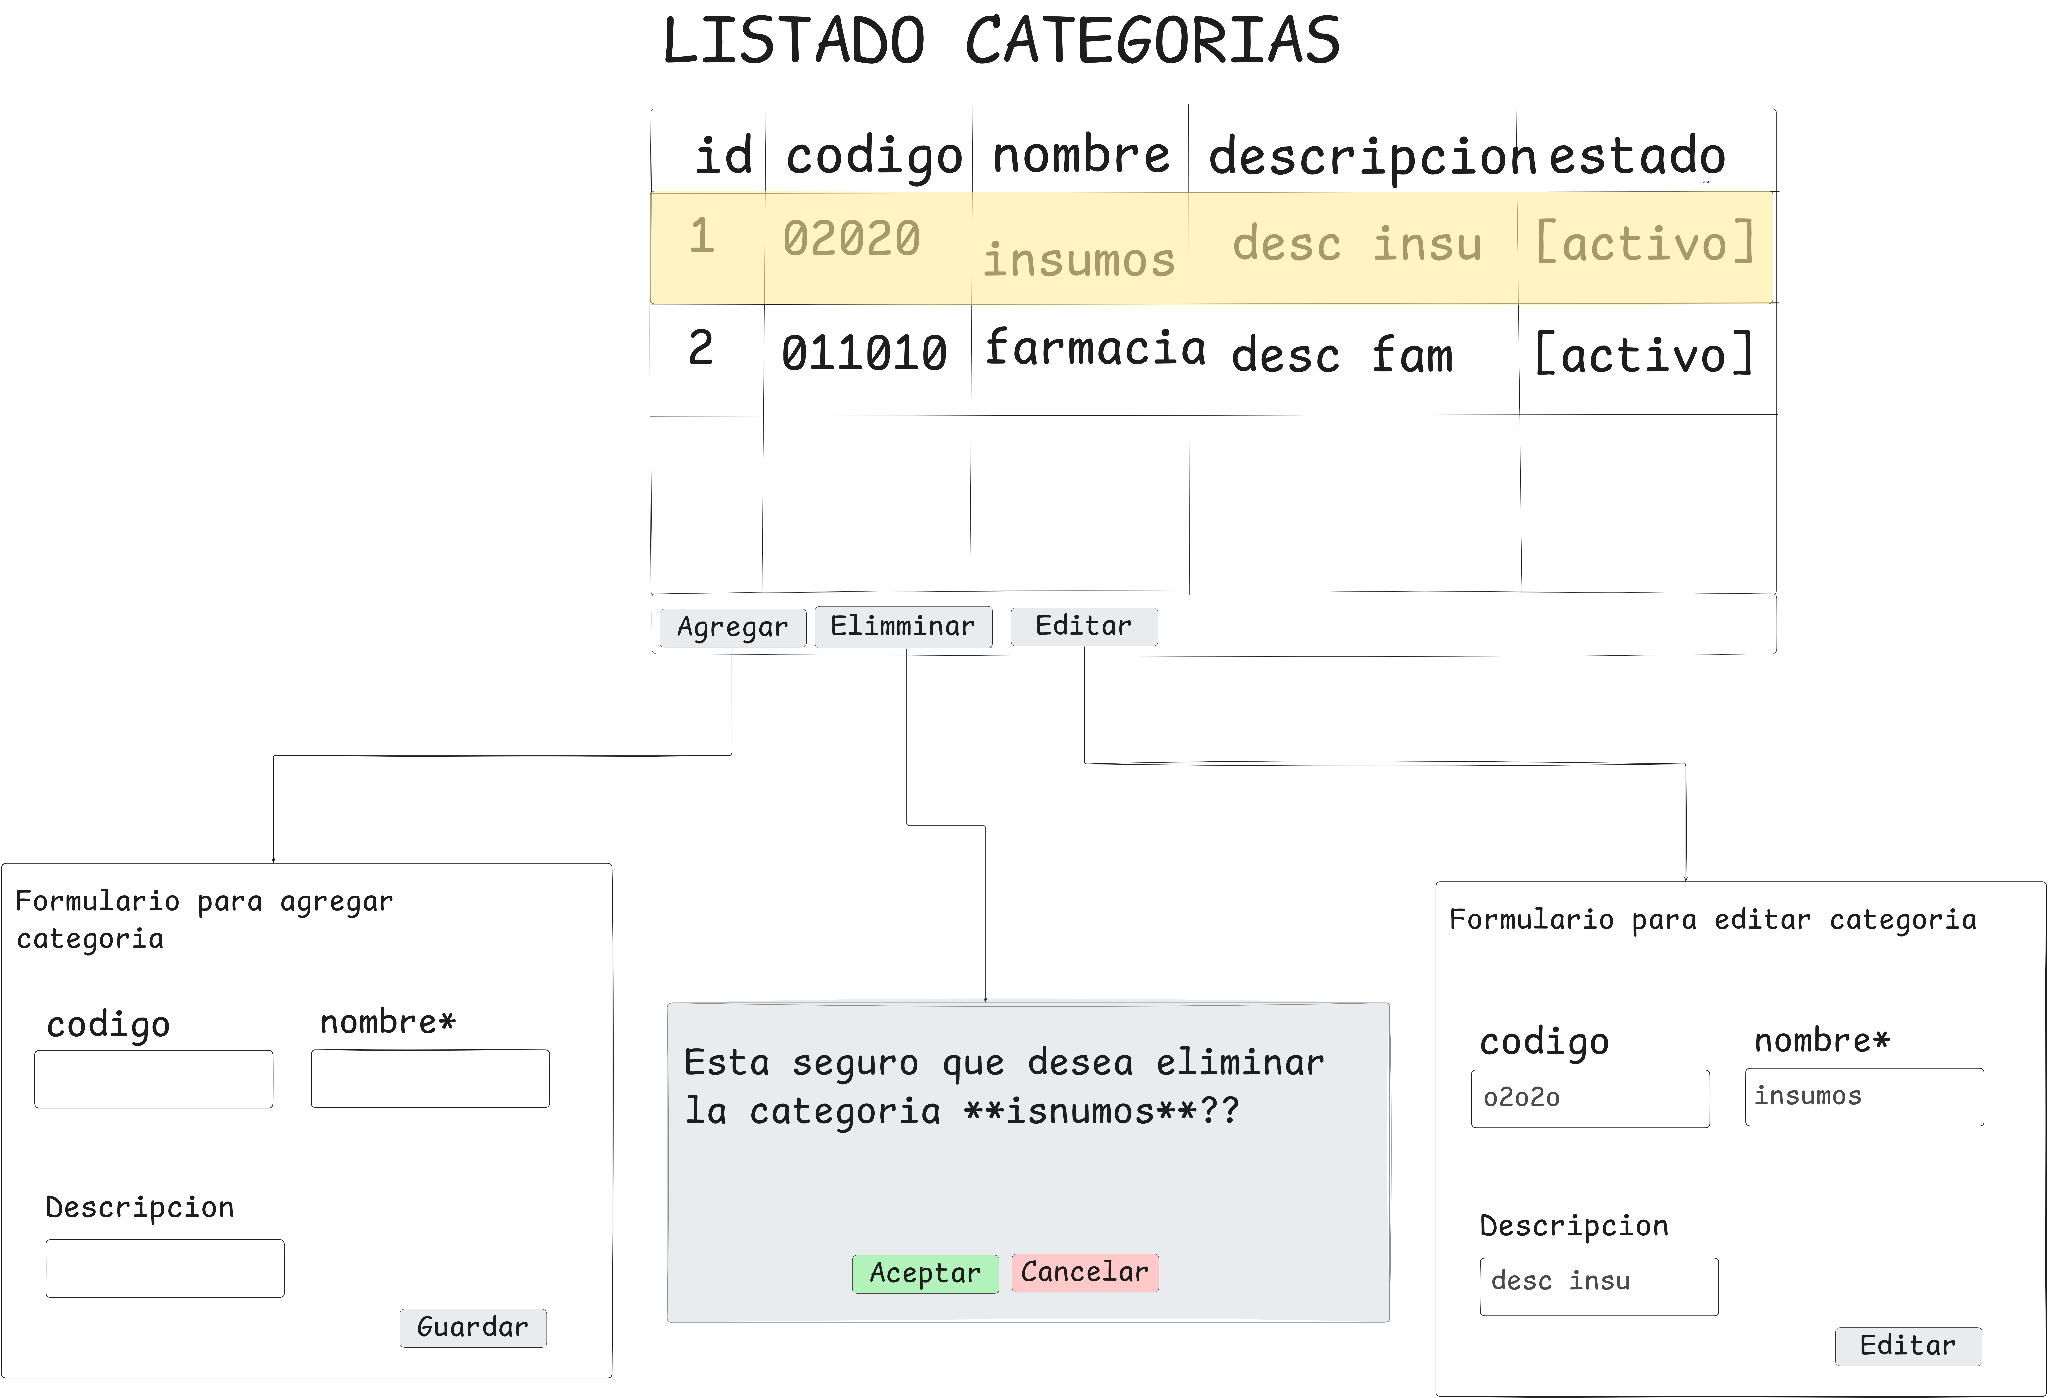 LISTADO CATEGORIAS
id codigo nombre descripcion estado
1 02020 insumos desc insu [activo]
2 011010 farmacia desc fam [activo]
Agregar Elimminar Editar
Formulario para agregar
categoria
codigo nombre*
Descripcion
Guardar
Esta seguro que desea eliminar
la categoria **isnumos**??
Aceptar Cancelar
Formulario para editar categoria
codigo nombre*
o2o2o insumos
Descripcion
desc insu
Editar